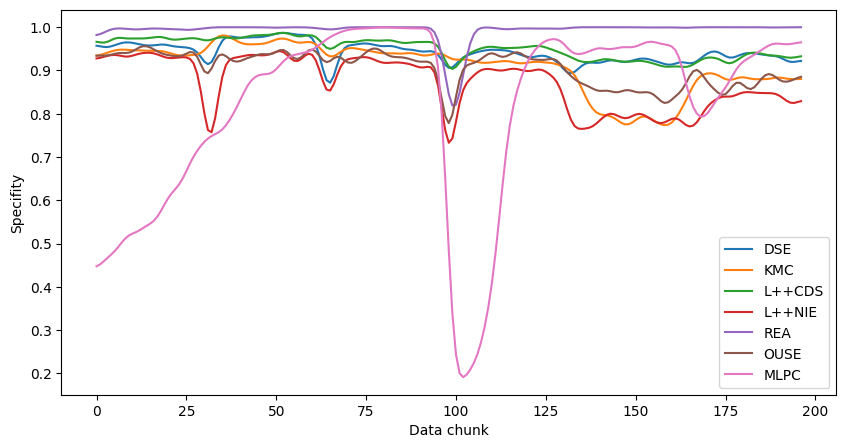 1.0
0.9
0.8
0.7
0.6
0.5
0.4
0.3
0.2
Specifity
0 25 50 75 100 125 150 175 200
Data chunk
DSE
KMC
L++CDS
L++NIE
REA
OUSE
MLPC